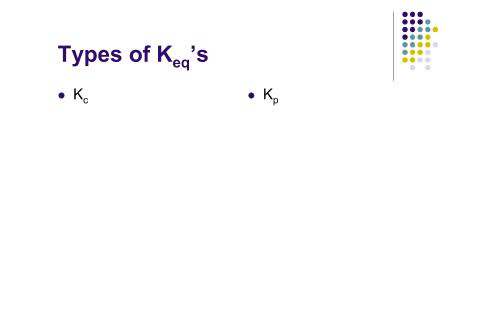 Types of Keq's
• Kc
• Kp